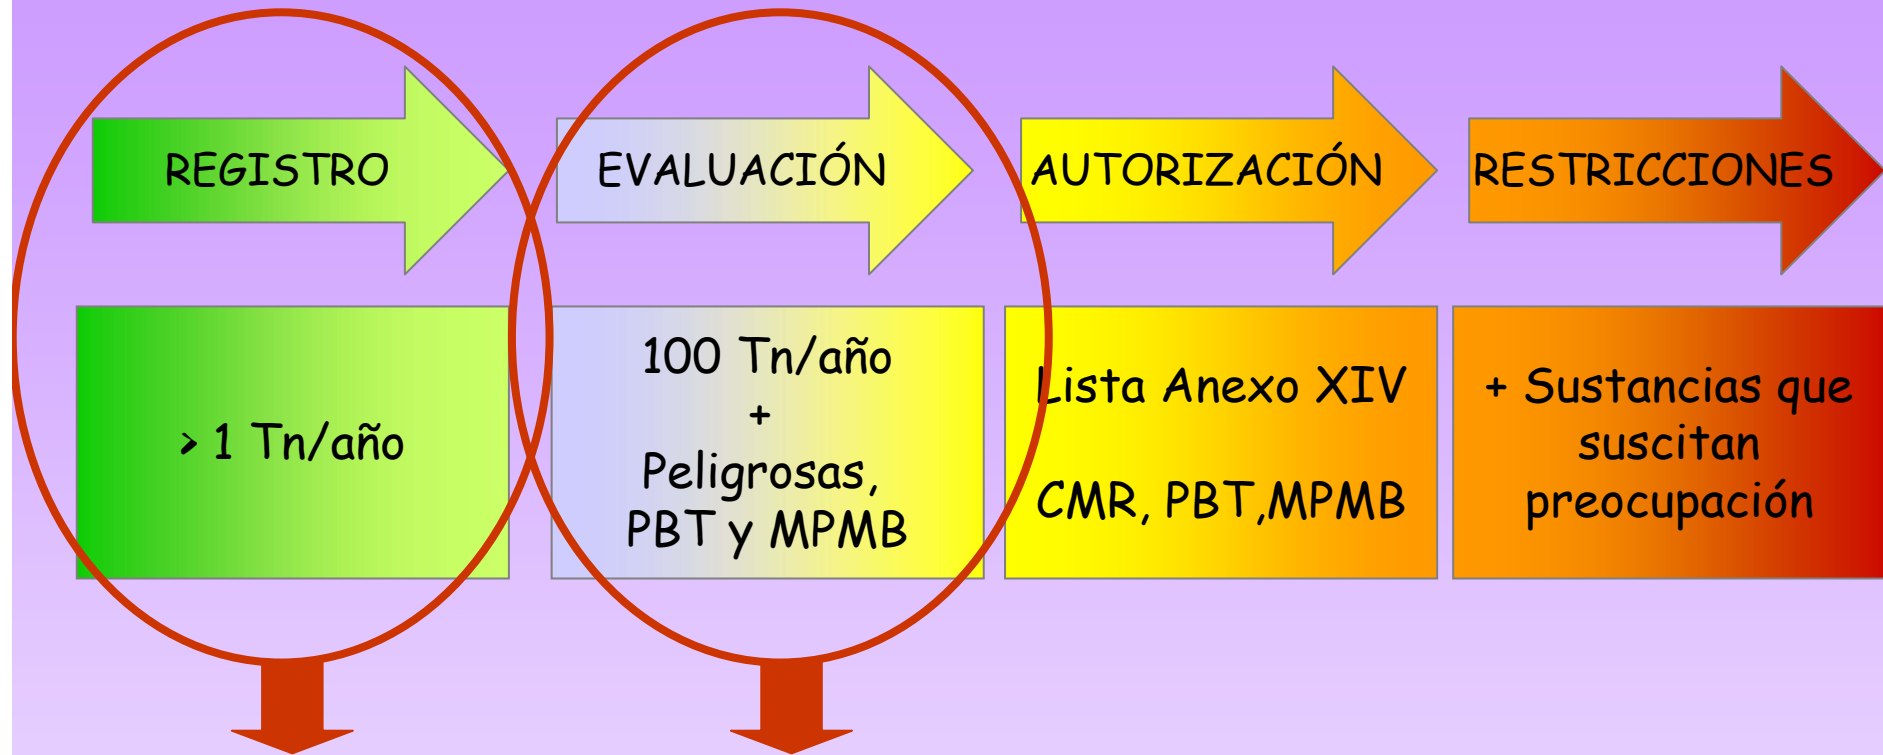 REGISTRO
EVALUACIÓN
AUTORIZACIÓN
RESTRICCIONES
> 1 Tn/año
100 Tn/año
+
Peligrosas,
PBT y MPMB
Lista Anexo XIV
CMR, PBT,MPMB
+ Sustancias que
suscitan
preocupación